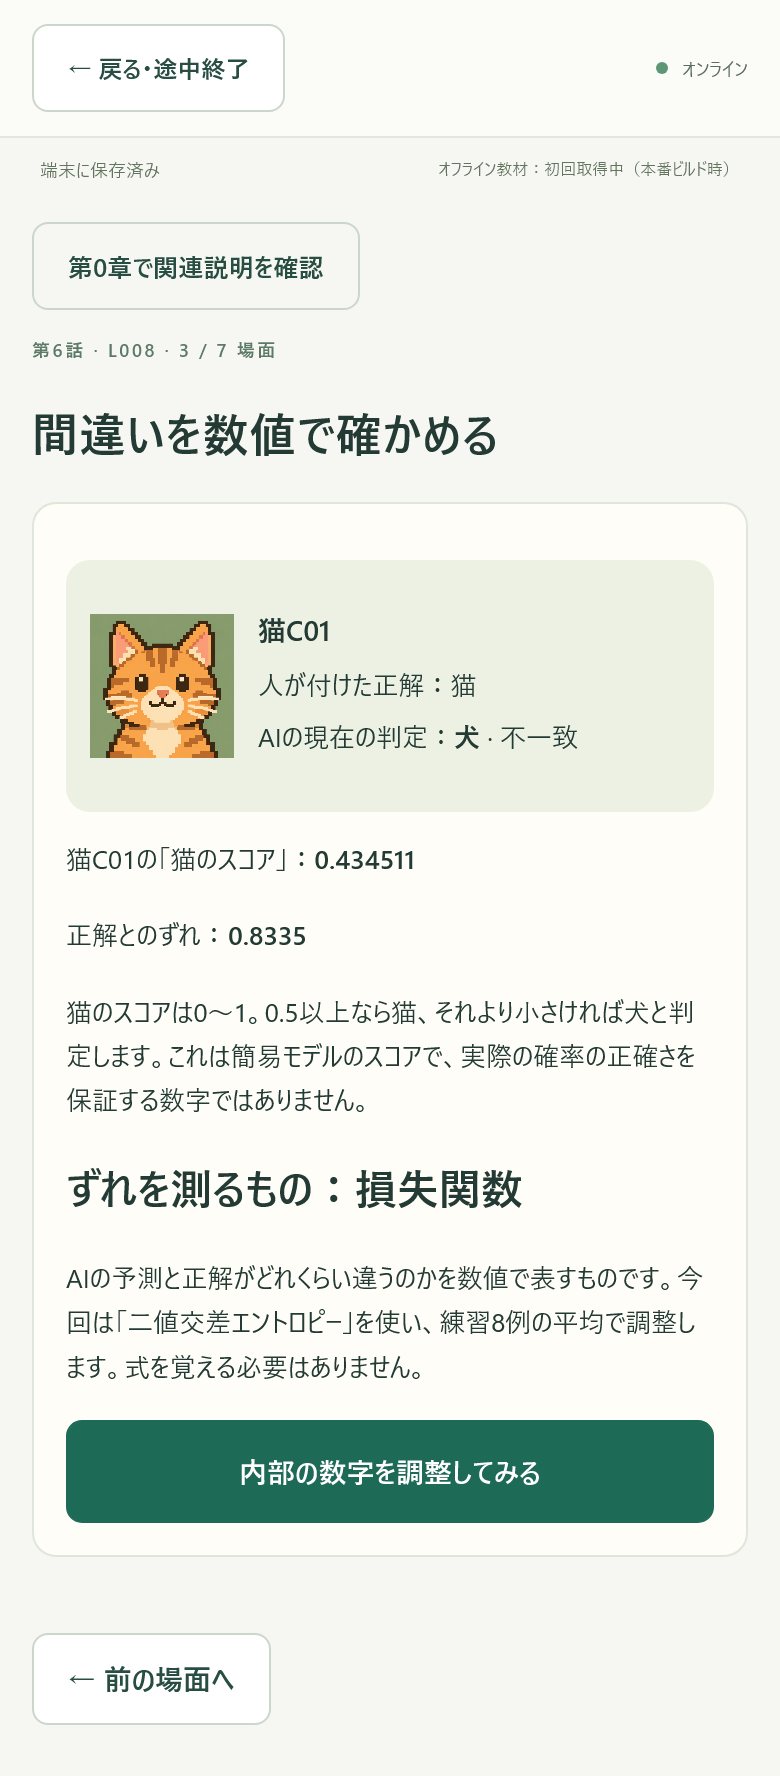 ← 戻る・途中終了
オンライン
端末に保存済み
オフライン教材：初回取得中（本番ビルド時）
第0章で関連説明を確認
第6話 · L008 · 3 / 7 場面
間違いを数値で確かめる
猫C01
人が付けた正解：猫
AIの現在の判定：犬 · 不一致
猫C01の「猫のスコア」：0.434511
正解とのずれ：0.8335
猫のスコアは0〜1。0.5以上なら猫、それより小さければ犬と判
定します。これは簡易モデルのスコアで、実際の確率の正確さを
保証する数字ではありません。
ずれを測るもの：損失関数
AIの予測と正解がどれくらい違うのかを数値で表すものです。今
回は「二値交差エントロピー」を使い、練習8例の平均で調整し
ます。式を覚える必要はありません。
内部の数字を調整してみる
← 前の場面へ